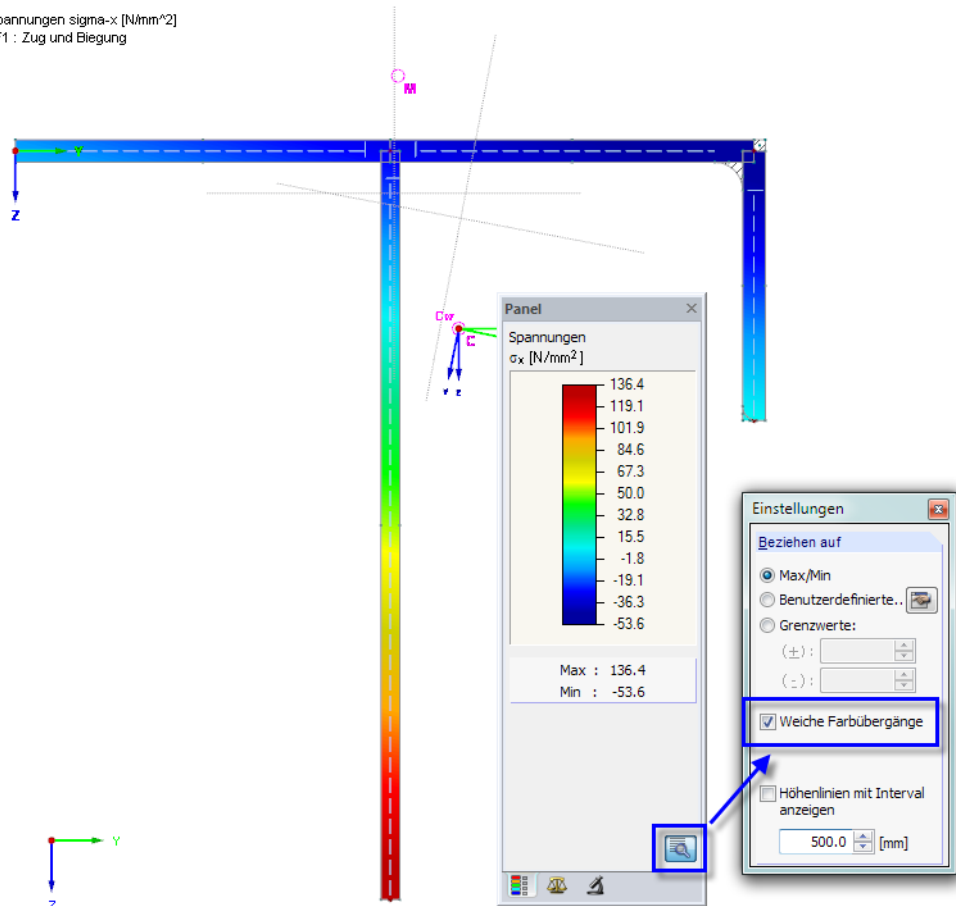 pannungen sigma-x [N/mm^2]
F1 : Zug und Biegung
M
Y
Z
Cw
C
Y
Z
Panel
Spannungen
σx [N/mm²]
136.4
119.1
101.9
84.6
67.3
50.0
32.8
15.5
-1.8
-19.1
-36.3
-53.6
Max : 136.4
Min : -53.6
Einstellungen
Beziehen auf
Max/Min
Benutzerdefinierte..
Grenzwerte:
(+) :
(-) :
Weiche Farbübergänge
Höhenlinien mit Interval
anzeigen
500.0 [mm]